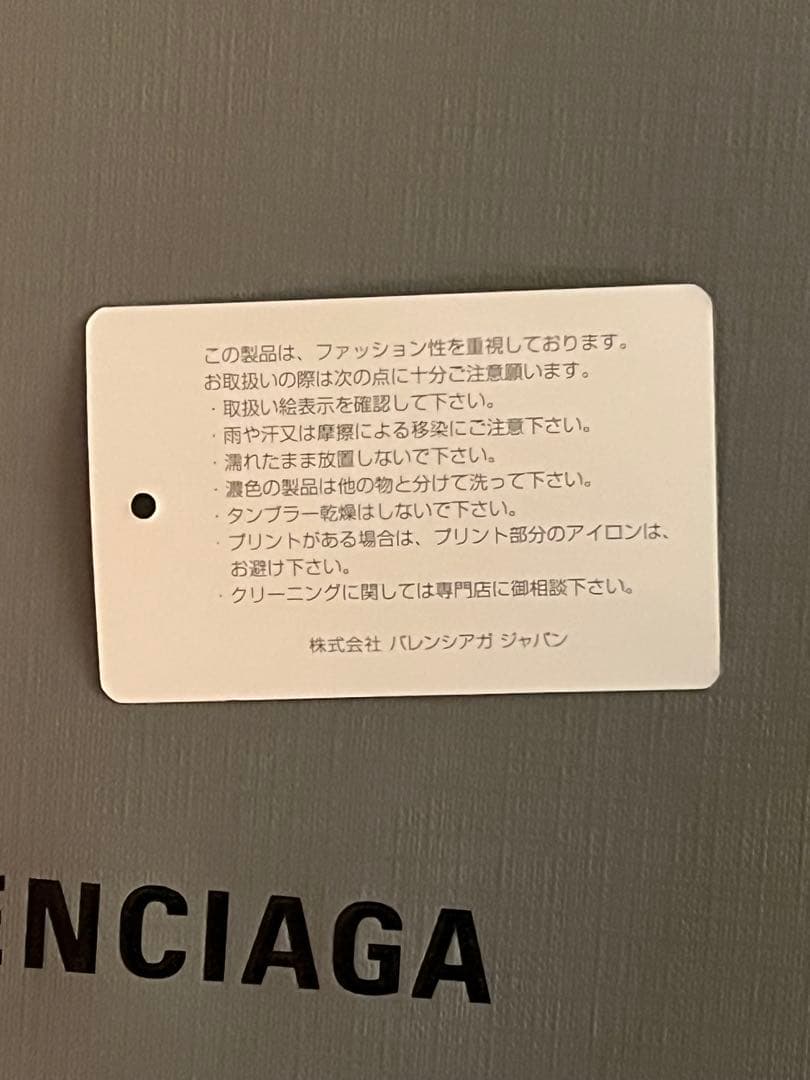 この製品は、ファッション性を重視しております。
お取扱いの際は次の点に十分ご注意願います。
・取扱い絵表示を確認して下さい。
・雨や汗又は摩擦による移染にご注意下さい。
・濡れたまま放置しないで下さい。
・濃色の製品は他の物と分けて洗って下さい。
・タンブラー乾燥はしないで下さい。
・プリントがある場合は、プリント部分のアイロンは、
お避け下さい。
・クリーニングに関しては専門店に御相談下さい。
株式会社 バレンシアガ ジャパン
ENCIAGA